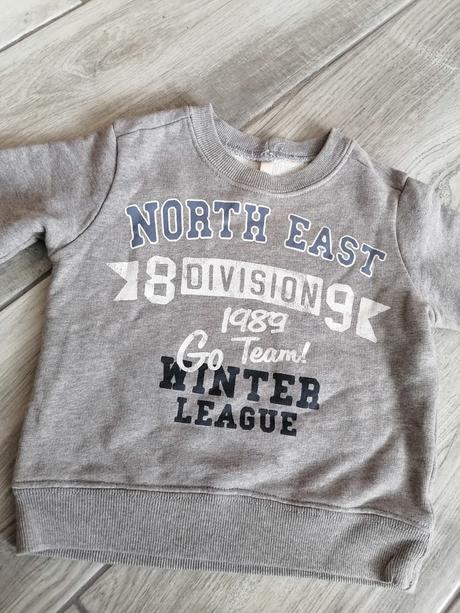 NORTH EAST
8 DIVISION 9
1989
Go Team!
WINTER
LEAGUE